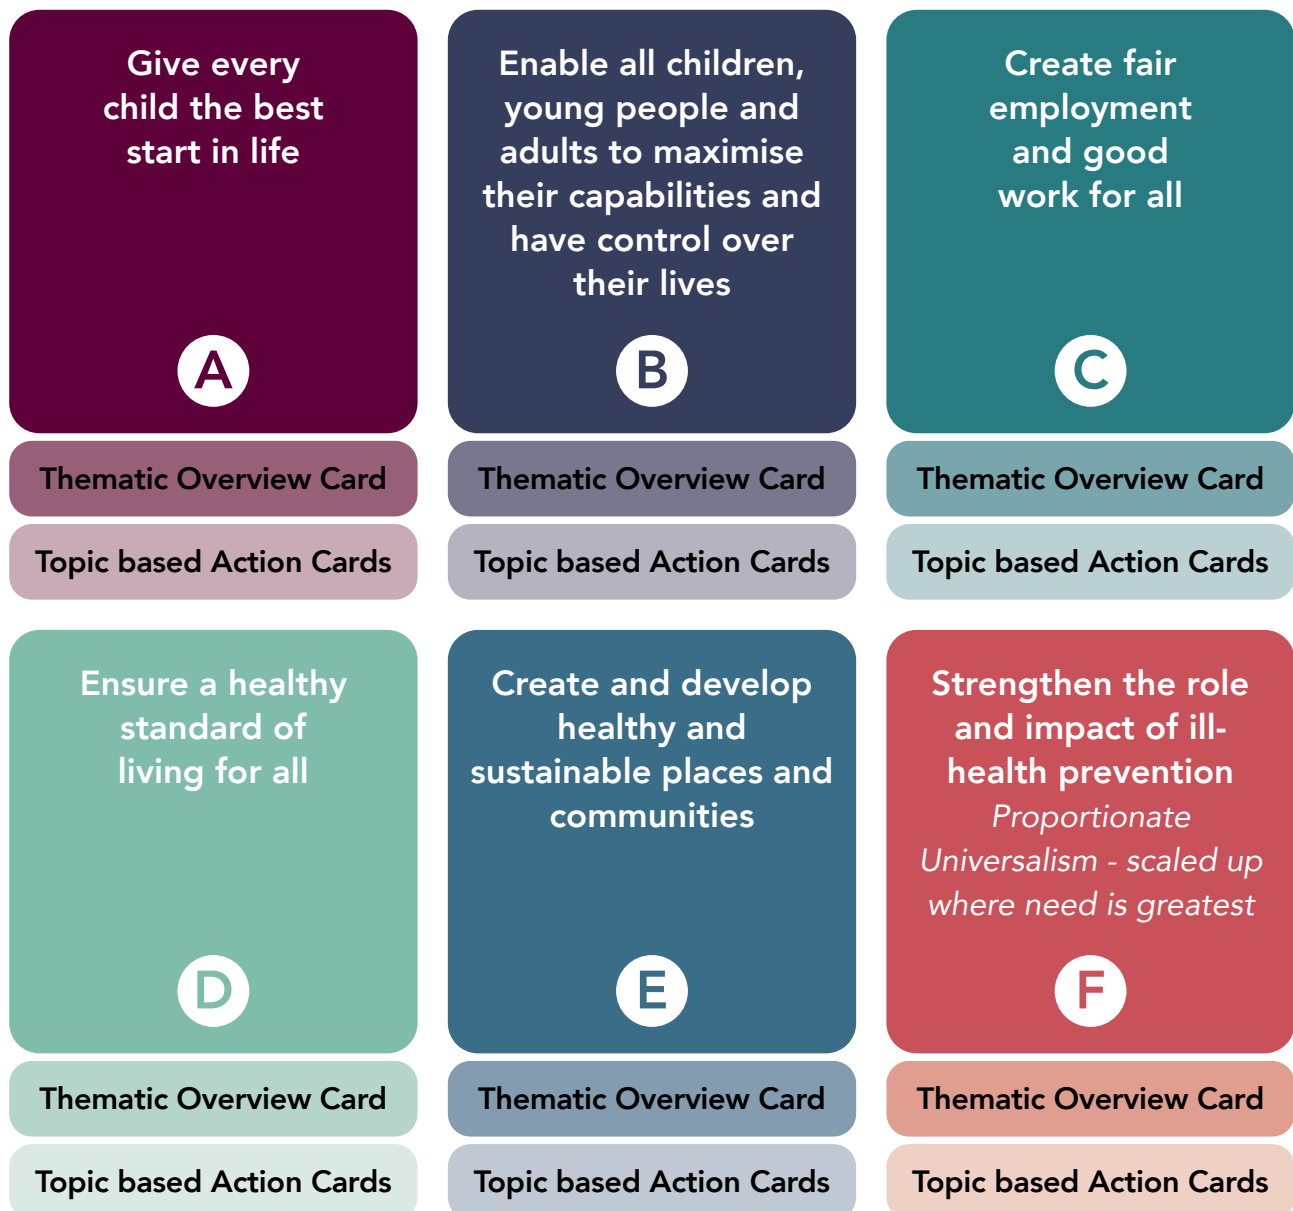 Give every
child the best
start in life
A
Thematic Overview Card
Topic based Action Cards
Enable all children,
young people and
adults to maximise
their capabilities and
have control over
their lives
B
Thematic Overview Card
Topic based Action Cards
Create fair
employment
and good
work for all
C
Thematic Overview Card
Topic based Action Cards
Ensure a healthy
standard of
living for all
D
Thematic Overview Card
Topic based Action Cards
Create and develop
healthy and
sustainable places and
communities
E
Thematic Overview Card
Topic based Action Cards
Strengthen the role
and impact of ill-
health prevention
Proportionate
Universalism - scaled up
where need is greatest
F
Thematic Overview Card
Topic based Action Cards